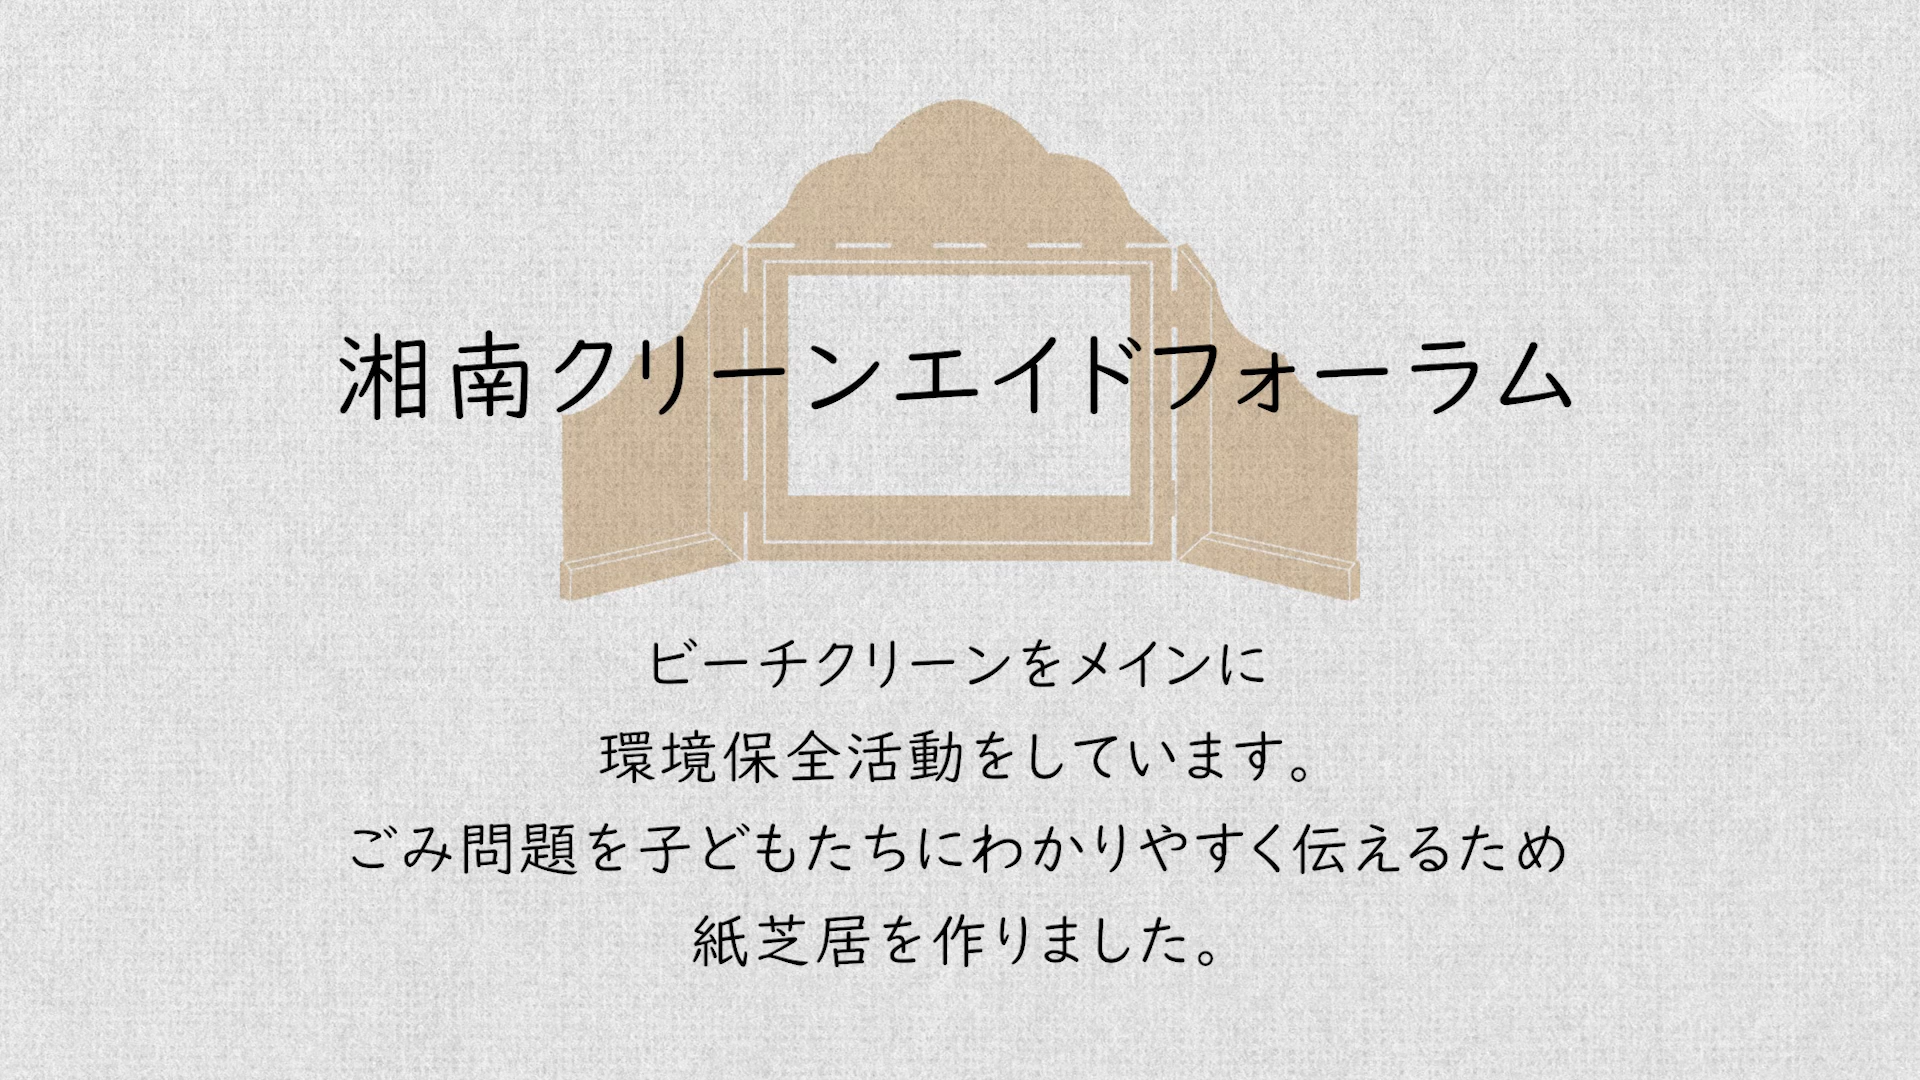 湘南クリーンエイドフォーラム
ビーチクリーンをメインに
環境保全活動をしています。
ごみ問題を子どもたちにわかりやすく伝えるため
紙芝居を作りました。